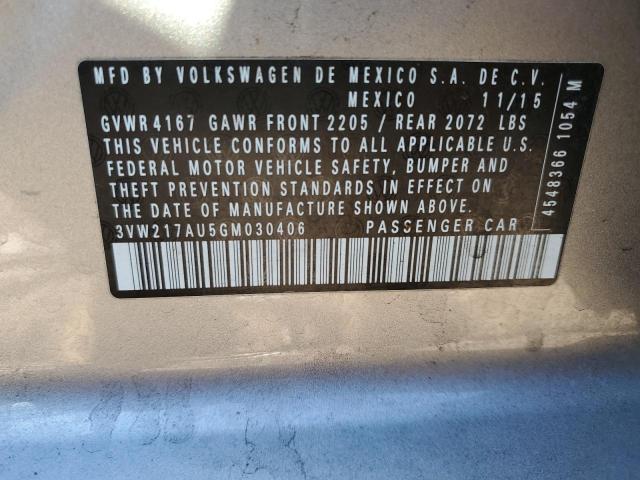 MFD BY VOLKSWAGEN DE MEXICO S.A. DE C.V.
MEXICO 11/15
GVWR 4167 GAWR FRONT 2205 / REAR 2072 LBS
THIS VEHICLE CONFORMS TO ALL APPLICABLE U.S.
FEDERAL MOTOR VEHICLE SAFETY, BUMPER AND
THEFT PREVENTION STANDARDS IN EFFECT ON
THE DATE OF MANUFACTURE SHOWN ABOVE.
3VW217AU5GM030406 PASSENGER CAR
4548366 1054 M